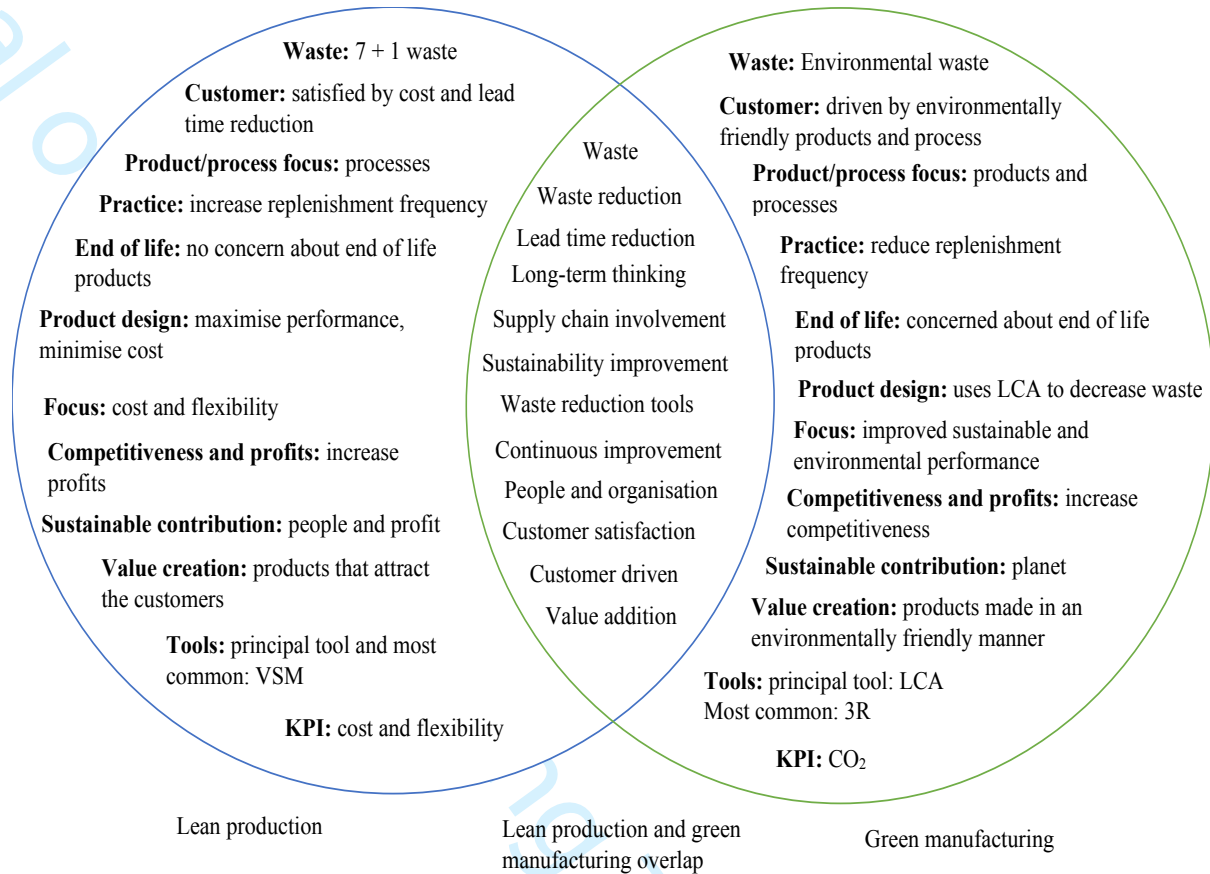 Waste: 7 + 1 waste
Customer: satisfied by cost and lead
time reduction
Product/process focus: processes
Practice: increase replenishment frequency
End of life: no concern about end of life
products
Product design: maximise performance,
minimise cost
Focus: cost and flexibility
Competitiveness and profits: increase
profits
Sustainable contribution: people and profit
Value creation: products that attract
the customers
Tools: principal tool and most
common: VSM
KPI: cost and flexibility
Waste
Waste reduction
Lead time reduction
Long-term thinking
Supply chain involvement
Sustainability improvement
Waste reduction tools
Continuous improvement
People and organisation
Customer satisfaction
Customer driven
Value addition
Waste: Environmental waste
Customer: driven by environmentally
friendly products and process
Product/process focus: products and
processes
Practice: reduce replenishment
frequency
End of life: concerned about end of life
products
Product design: uses LCA to decrease waste
Focus: improved sustainable and
environmental performance
Competitiveness and profits: increase
competitiveness
Sustainable contribution: planet
Value creation: products made in an
environmentally friendly manner
Tools: principal tool: LCA
Most common: 3R
KPI: CO₂
Lean production
Lean production and green
manufacturing overlap
Green manufacturing